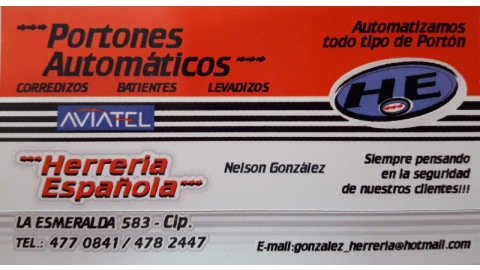 Portones
Automáticos
CORREDIZOS BATIENTES LEVADIZOS
Automatizamos
todo tipo de Portón
HE
AVIATEL
Herreria
Española
Nelson González
Siempre pensando
en la seguridad
de nuestros clientes!!!
LA ESMERALDA 583 - Cip.
TEL.: 477 0841 / 478 2447
E-mail:gonzalez_herreria@hotmail.com